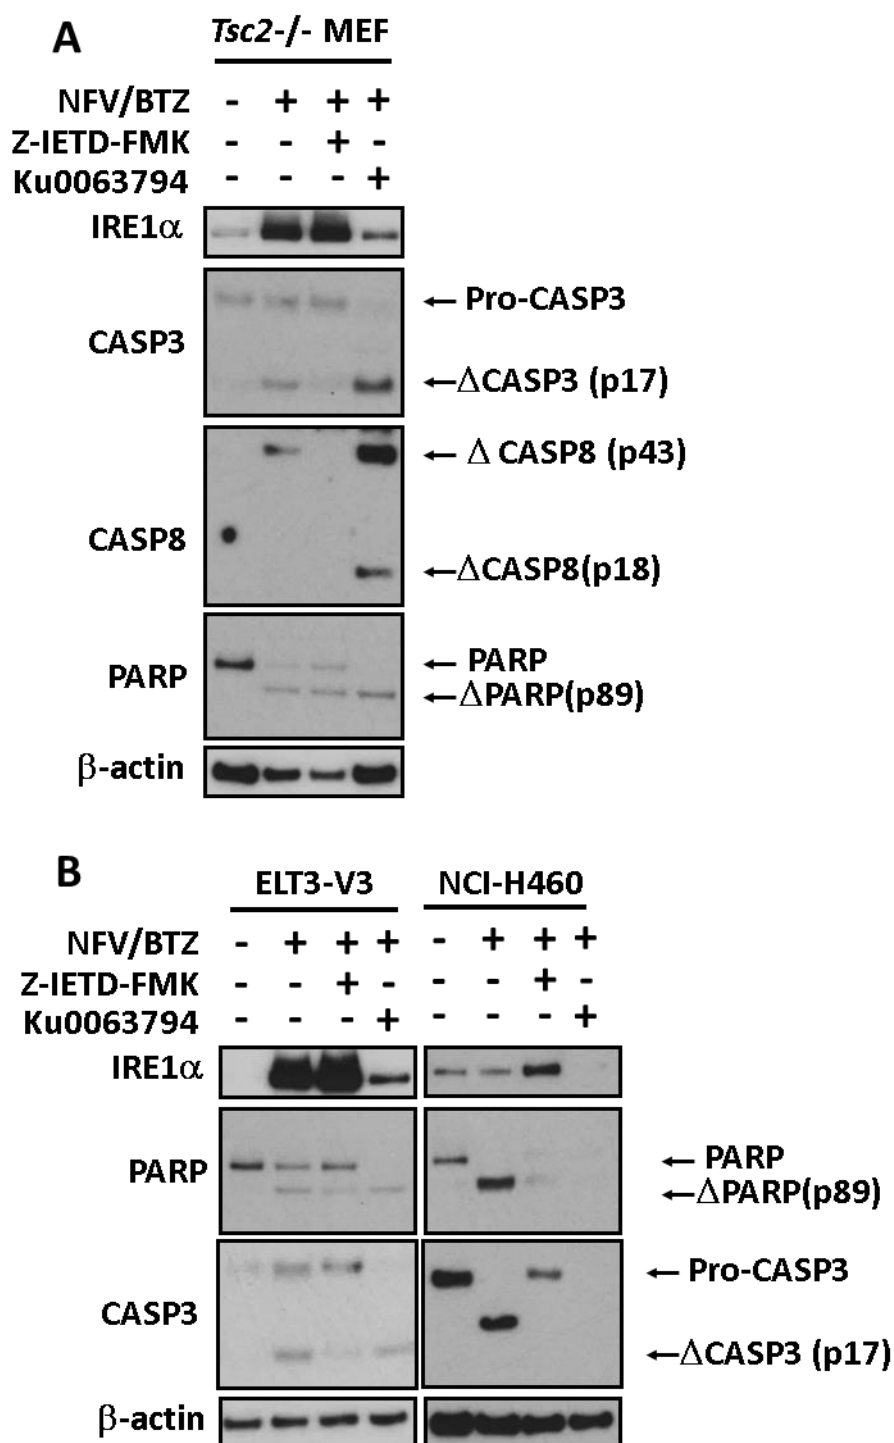 A
Tsc2-/- MEF
NFV/BTZ - + + +
Z-IETD-FMK - - + -
Ku0063794 - - - +
IRE1α
CASP3
← Pro-CASP3
←ΔCASP3 (p17)
CASP8
← Δ CASP8 (p43)
←ΔCASP8(p18)
PARP
← PARP
←ΔPARP(p89)
β-actin
B
ELT3-V3 NCI-H460
NFV/BTZ - + + + - + + +
Z-IETD-FMK - - + - - - + -
Ku0063794 - - - + - - - +
IRE1α
PARP
← PARP
←ΔPARP(p89)
CASP3
← Pro-CASP3
←ΔCASP3 (p17)
β-actin